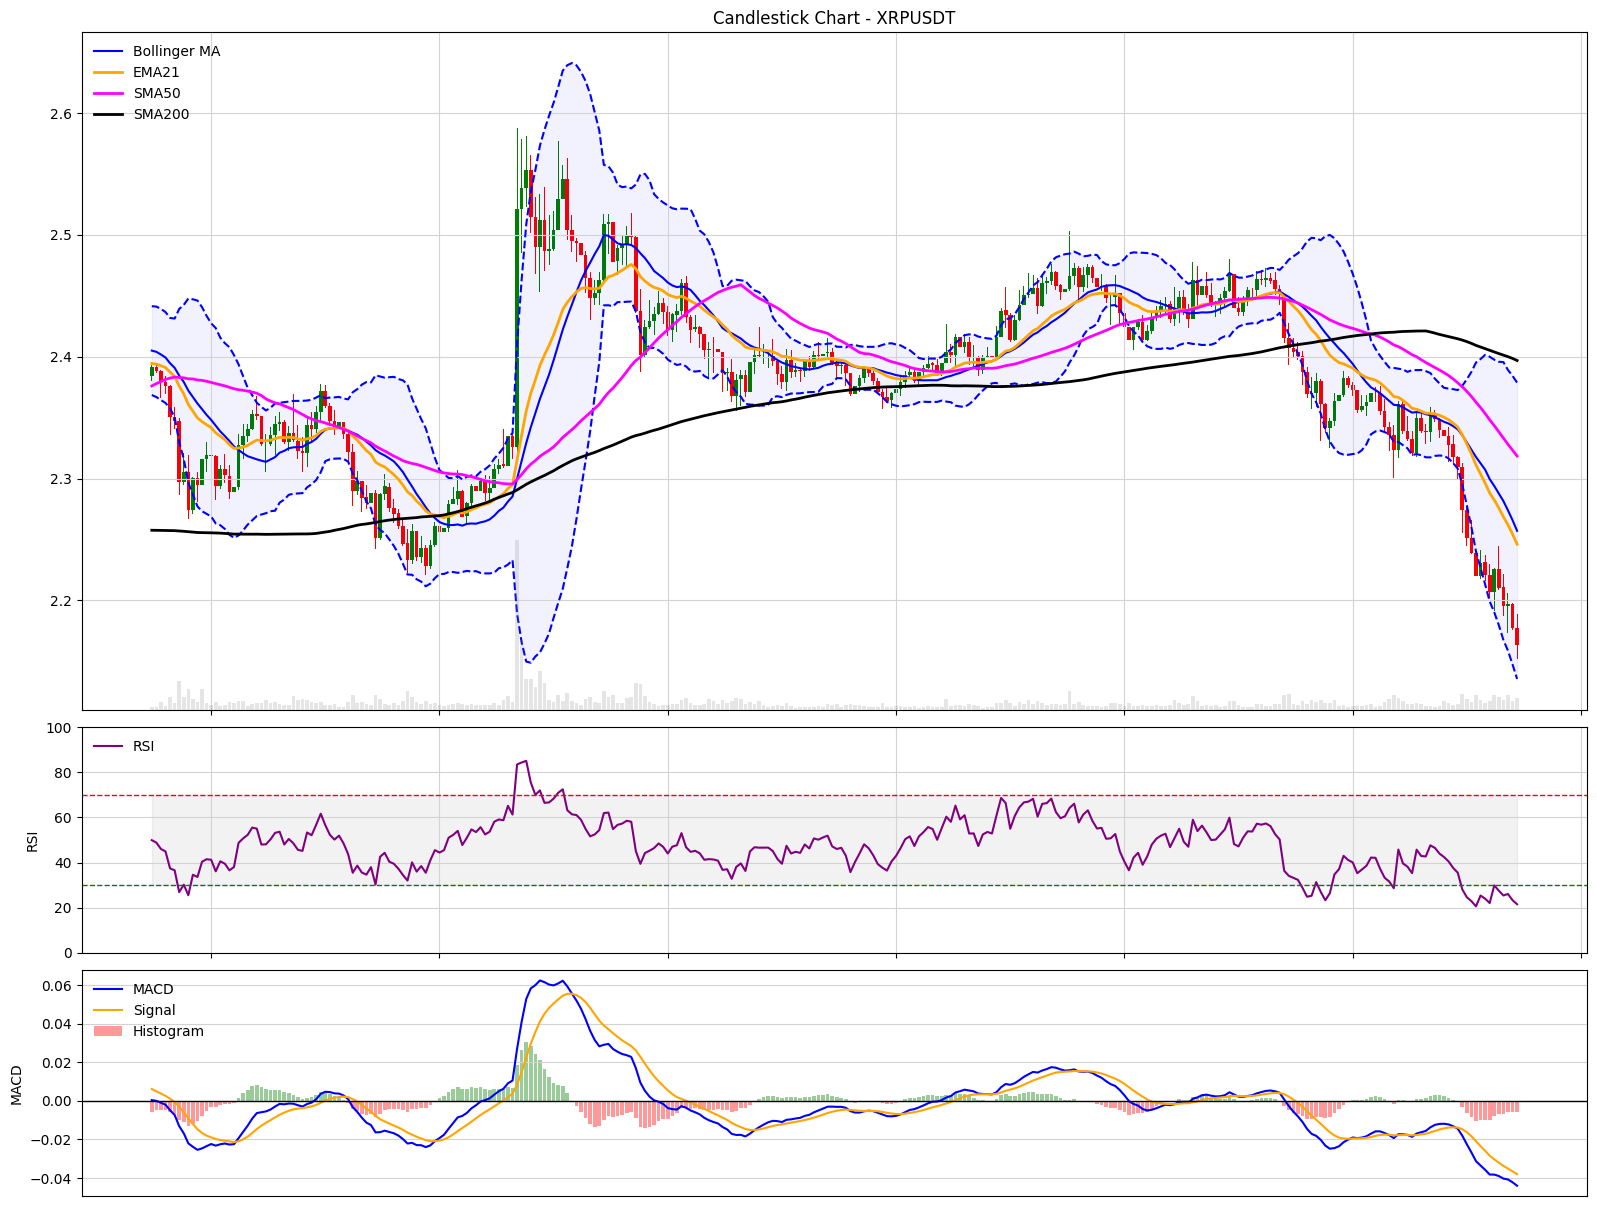 Candlestick Chart - XRPUSDT
Bollinger MA
EMA21
SMA50
SMA200
2.6
2.5
2.4
2.3
2.2
RSI
100
80
60
40
20
0
RSI
MACD
Signal
Histogram
0.06
0.04
0.02
0.00
−0.02
−0.04
MACD